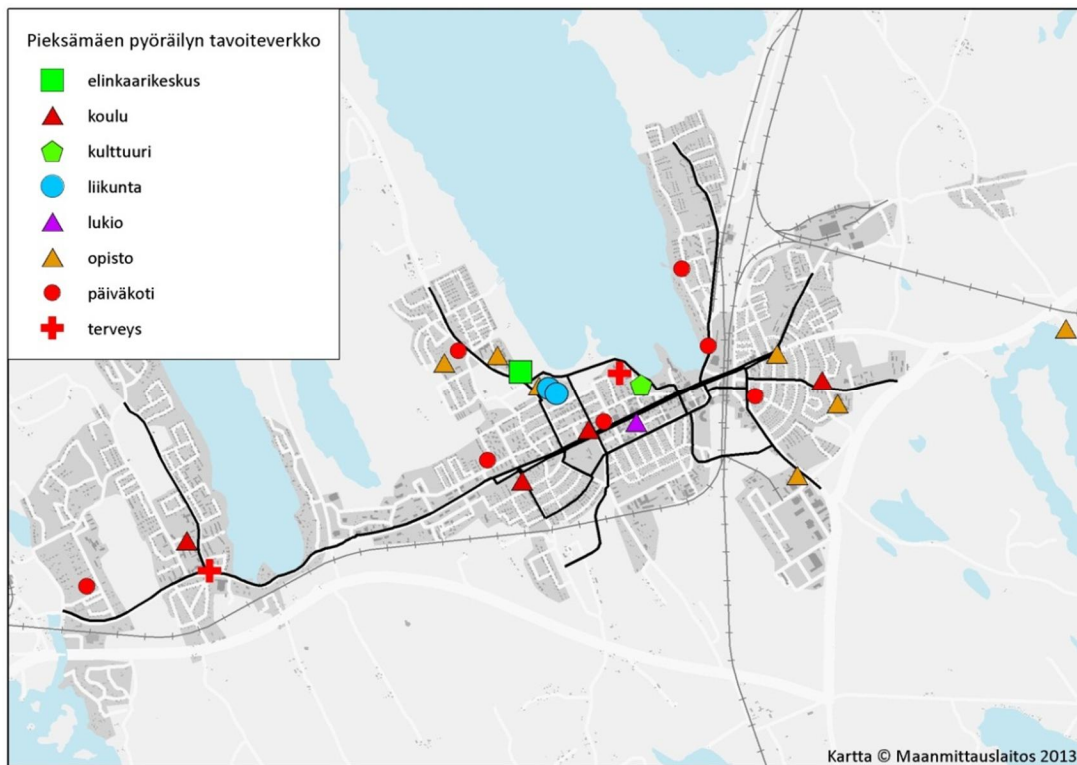 Pieksämäen pyöräilyn tavoiteverkko
elinkaarikeskus
koulu
kulttuuri
liikunta
lukio
opisto
päiväkoti
terveys
Kartta © Maanmittauslaitos 2013